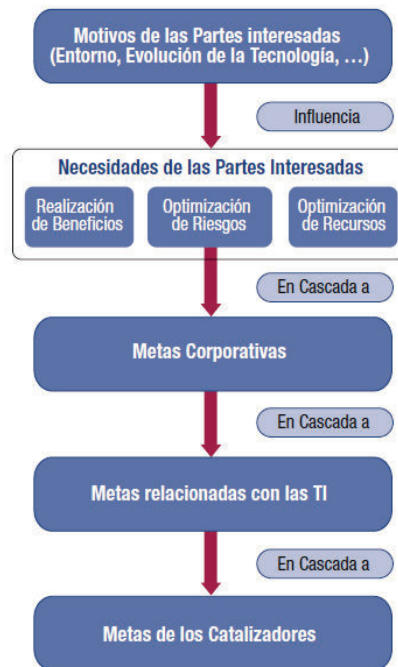 Motivos de las Partes interesadas
(Entorno, Evolución de la Tecnología, ...)
Influencia
Necesidades de las Partes Interesadas
Realización
de Beneficios
Optimización
de Riesgos
Optimización
de Recursos
En Cascada a
Metas Corporativas
En Cascada a
Metas relacionadas con las TI
En Cascada a
Metas de los Catalizadores